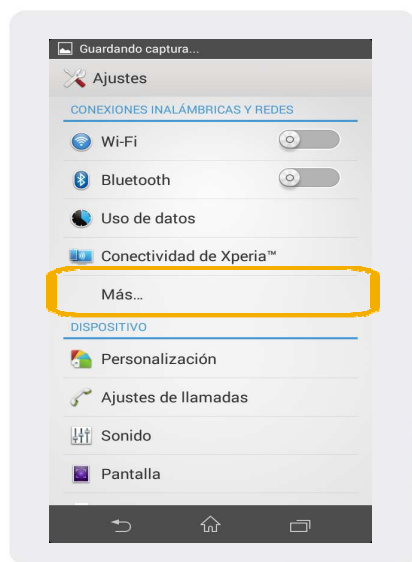 Guardando captura...
Ajustes
CONEXIONES INALÁMBRICAS Y REDES
Wi-Fi
Bluetooth
Uso de datos
Conectividad de Xperia™
Más...
DISPOSITIVO
Personalización
Ajustes de llamadas
Sonido
Pantalla